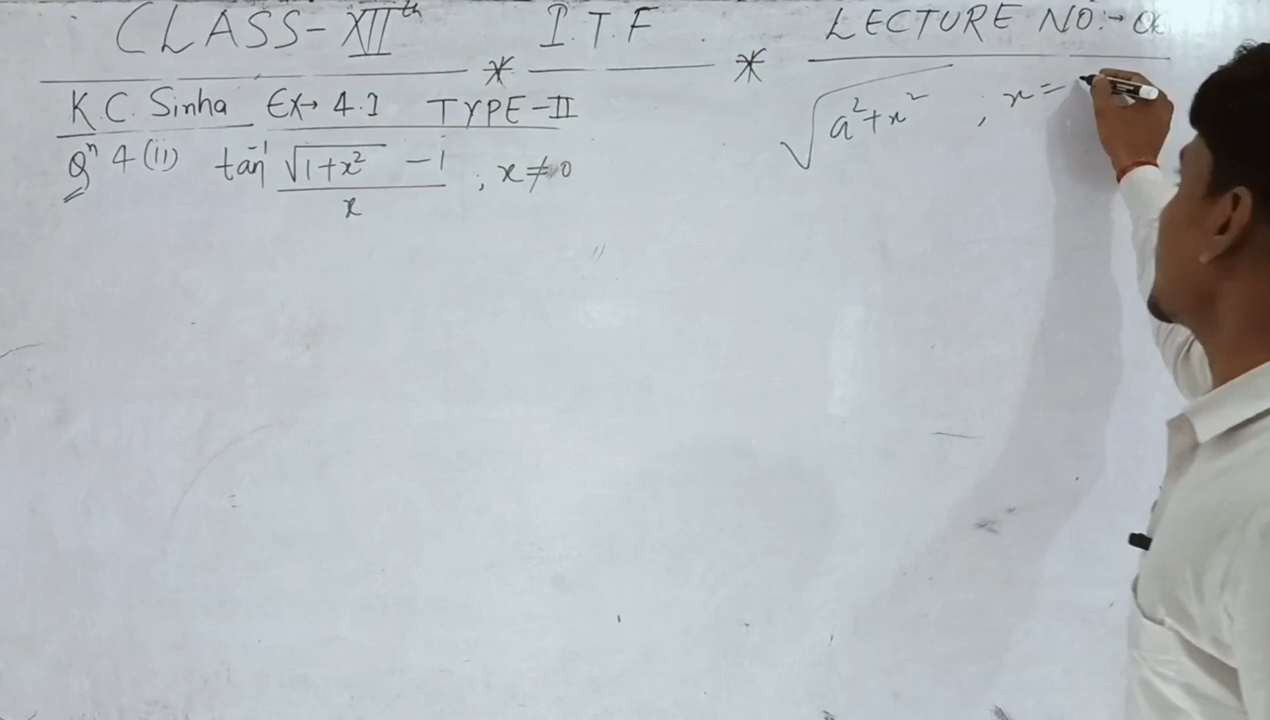 CLASS-XIIth * I.T.F * LECTURE NO:-
K.C. Sinha EX→ 4.1 TYPE-II
Qn 4(ii) tan⁻¹ (√(1+x²) - 1)/x ; x≠0
√(a²+x²) , x=